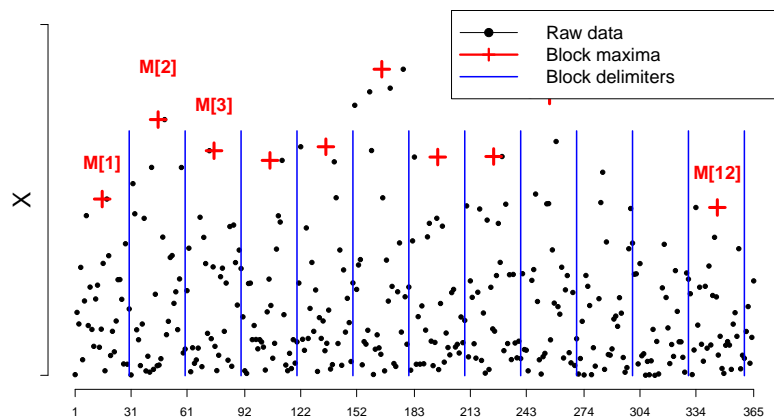 Raw data
Block maxima
Block delimiters
M[2]
M[3]
M[1]
M[12]
X
1 31 61 92 122 152 183 213 243 274 304 334 365